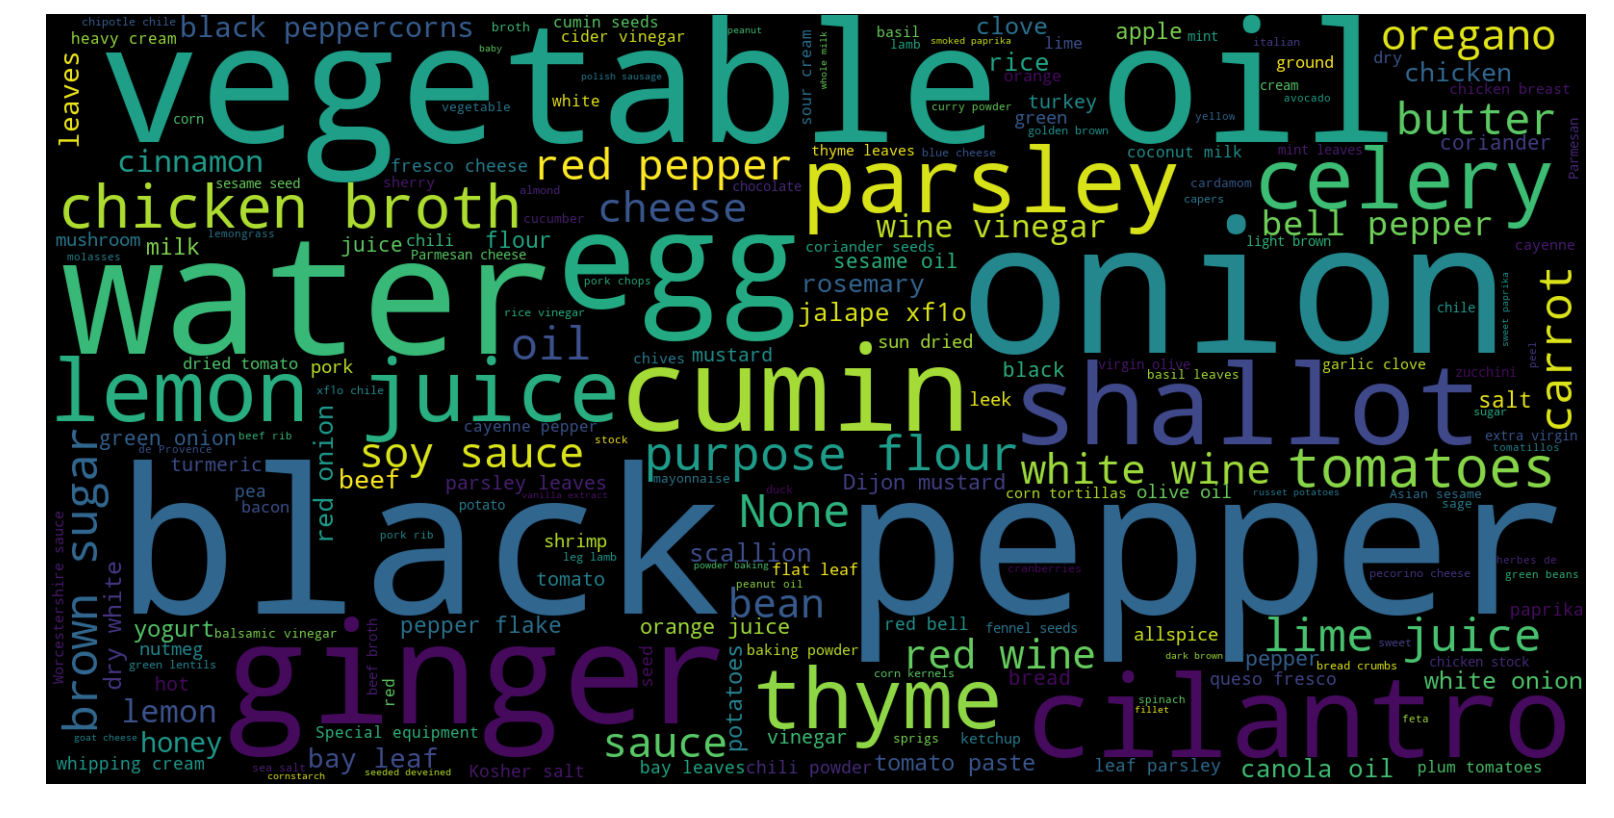 chipotle chile
black peppercorns
broth
cumin seeds
heavy cream
cider vinegar
baby
vegetable oil
peanut
polish sausage
vegetable
white
corn
leaves
sour cream
whole milk
basil
lamb
smoked paprika
clove
lime
rice
orange
curry powder
turkey
green
golden brown
apple
mint
italian
ground
cream
avocado
yellow
oregano
dry
chicken
chicken breast
butter
coriander
Parmesan
cinnamon
fresco cheese
red pepper
thyme leaves
blue cheese
coconut milk
mint leaves
sesame seed
sherry
almond
chocolate
parsley
cardamom
capers
celery
chicken broth
cucumber
cheese
wine vinegar
bell pepper
mushroom
lemongrass
milk
molasses
juice
chili
flour
Parmesan cheese
egg
coriander seeds
sesame oil
light brown
cayenne
water
pork chops
rosemary
onion
rice vinegar
jalape xf1o
chile
sweet paprika
carrot
oil
sun dried
dried tomato
pork
chives
mustard
black
virgin olive
basil leaves
garlic clove
zucchini
peel
lemon juice
xf1o chile
cumin
leek
shallot
salt
sugar
brown sugar
green onion
beef rib
de Provence
red onion
cayenne pepper
stock
extra virgin
tomatillos
turmeric
soy sauce
purpose flour
white wine
tomatoes
beef
parsley leaves
mayonnaise
Dijon mustard
corn tortillas
olive oil
russet potatoes
Asian sesame
sage
pea
bacon
vanilla extract
potato
duck
None
black pepper
pork rib
shrimp
leg lamb
tomato
scallion
powder baking
flat leaf
peanut oil
cranberries
pecorino cheese
herbes de
green beans
Worcestershire sauce
dry white
bean
paprika
yogurt
balsamic vinegar
pepper flake
orange juice
red bell
fennel seeds
allspice
lime juice
nutmeg
green lentils
beef broth
seed
baking powder
red wine
dark brown
pepper
sweet
bread crumbs
chicken stock
hot
red
ginger
potatoes
corn kernels
bread
thyme
queso fresco
white onion
lemon
cilantro
spinach
fillet
feta
goat cheese
honey
Special equipment
sauce
vinegar
sprigs
ketchup
whipping cream
sea salt
cornstarch
bay leaf
seeded deveined
Kosher salt
bay leaves
chili powder
tomato paste
leaf parsley
canola oil
plum tomatoes